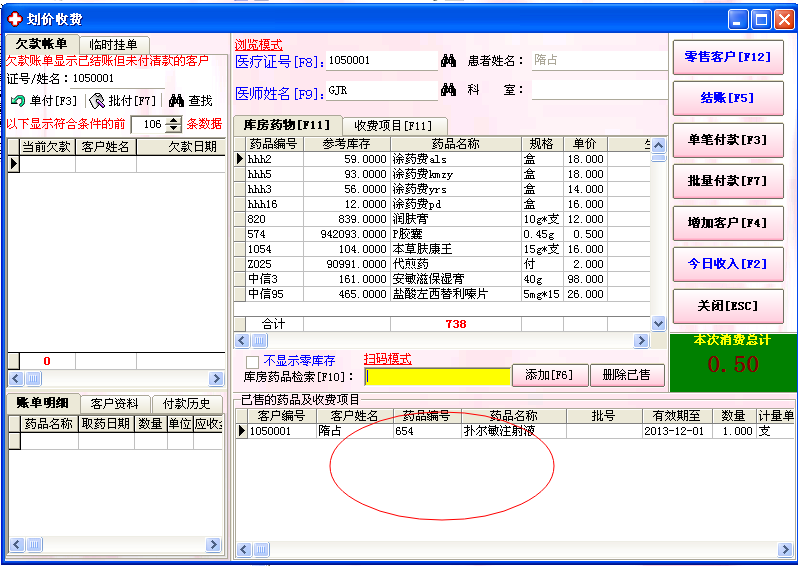 划价收费
欠款帐单 临时挂单
欠款账单显示已结账但未付清款的客户
证号/姓名： 1050001
单付[F3] 批付[F7] 查找
以下显示符合条件的前 106 条数据
当前欠款 客户姓名 欠款日期
0
账单明细 客户资料 付款历史
药品名称 取药日期 数量 单位 应收金
浏览模式
医疗证号[F8]: 1050001 患者姓名： 隋占
医师姓名[F9]: GJR 科 室：
库房药物[F11] 收费项目[F11]
药品编号 参考库存 药品名称 规格 单价
hhh2 59.0000 涂药费als 盒 18.000
hhh5 93.0000 涂药费kmzy 盒 18.000
hhh3 56.0000 涂药费yrs 盒 14.000
hhh16 12.0000 涂药费pd 盒 16.000
820 839.0000 润肤膏 10g*支 12.000
574 942093.0000 P胶囊 0.45g 0.500
1054 104.0000 本草肤康王 15g*支 16.000
Z025 90991.0000 代煎药 付 2.000
中信3 161.0000 安敏滋保湿膏 40g 98.000
中信95 465.0000 盐酸左西替利嗪片 5mg*15 26.000
合计 738
不显示零库存 扫码模式
库房药品检索[F10]： 添加[F6] 删除已售
已售的药品及收费项目
客户编号 客户姓名 药品编号 药品名称 批号 有效期至 数量 计量单
1050001 隋占 654 扑尔敏注射液 2013-12-01 1.000 支
零售客户[F12]
结账[F5]
单笔付款[F3]
批量付款[F7]
增加客户[F4]
今日收入[F2]
关闭[ESC]
本次消费总计
0.50